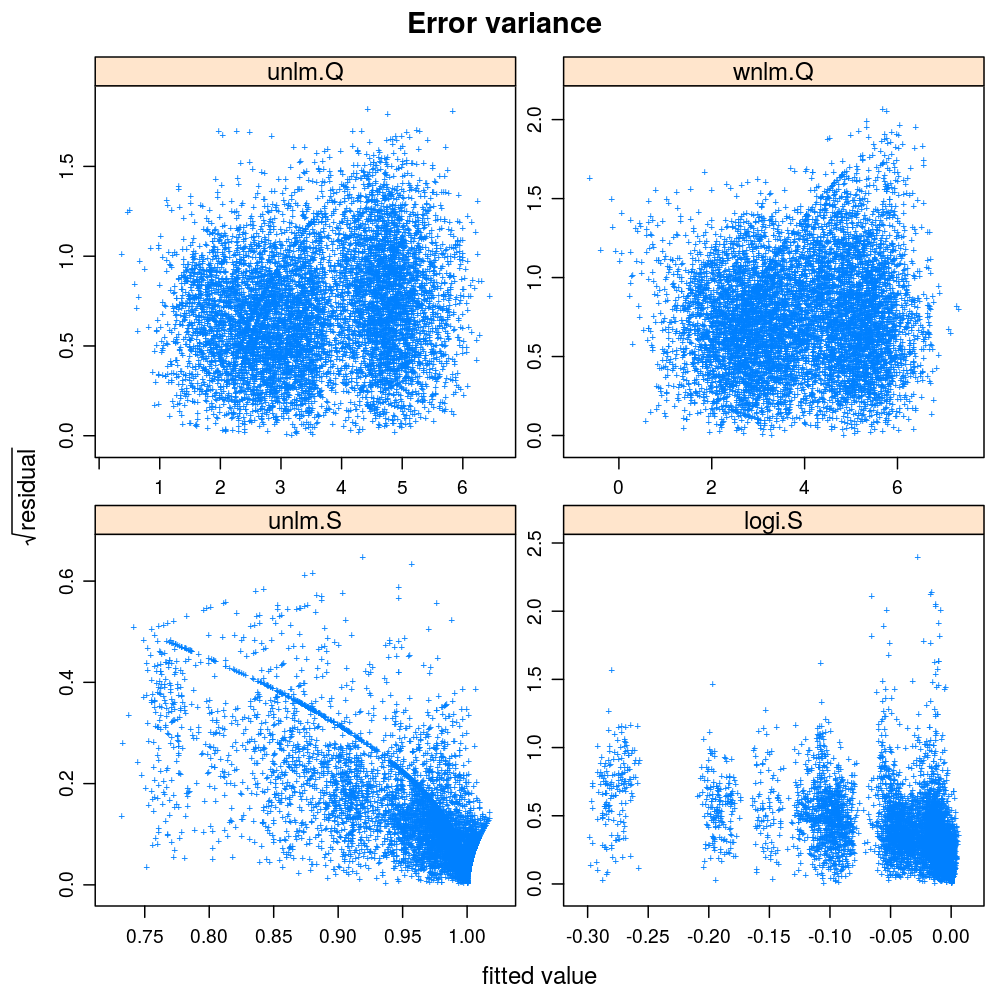 Error variance
unlm.Q
wnlm.Q
0.0 0.5 1.0 1.5
0.0 0.5 1.0 1.5 2.0
1 2 3 4 5 6
0 2 4 6
√residual
unlm.S
logi.S
0.0 0.2 0.4 0.6
0.0 0.5 1.0 1.5 2.0 2.5
0.75 0.80 0.85 0.90 0.95 1.00
-0.30 -0.25 -0.20 -0.15 -0.10 -0.05 0.00
fitted value